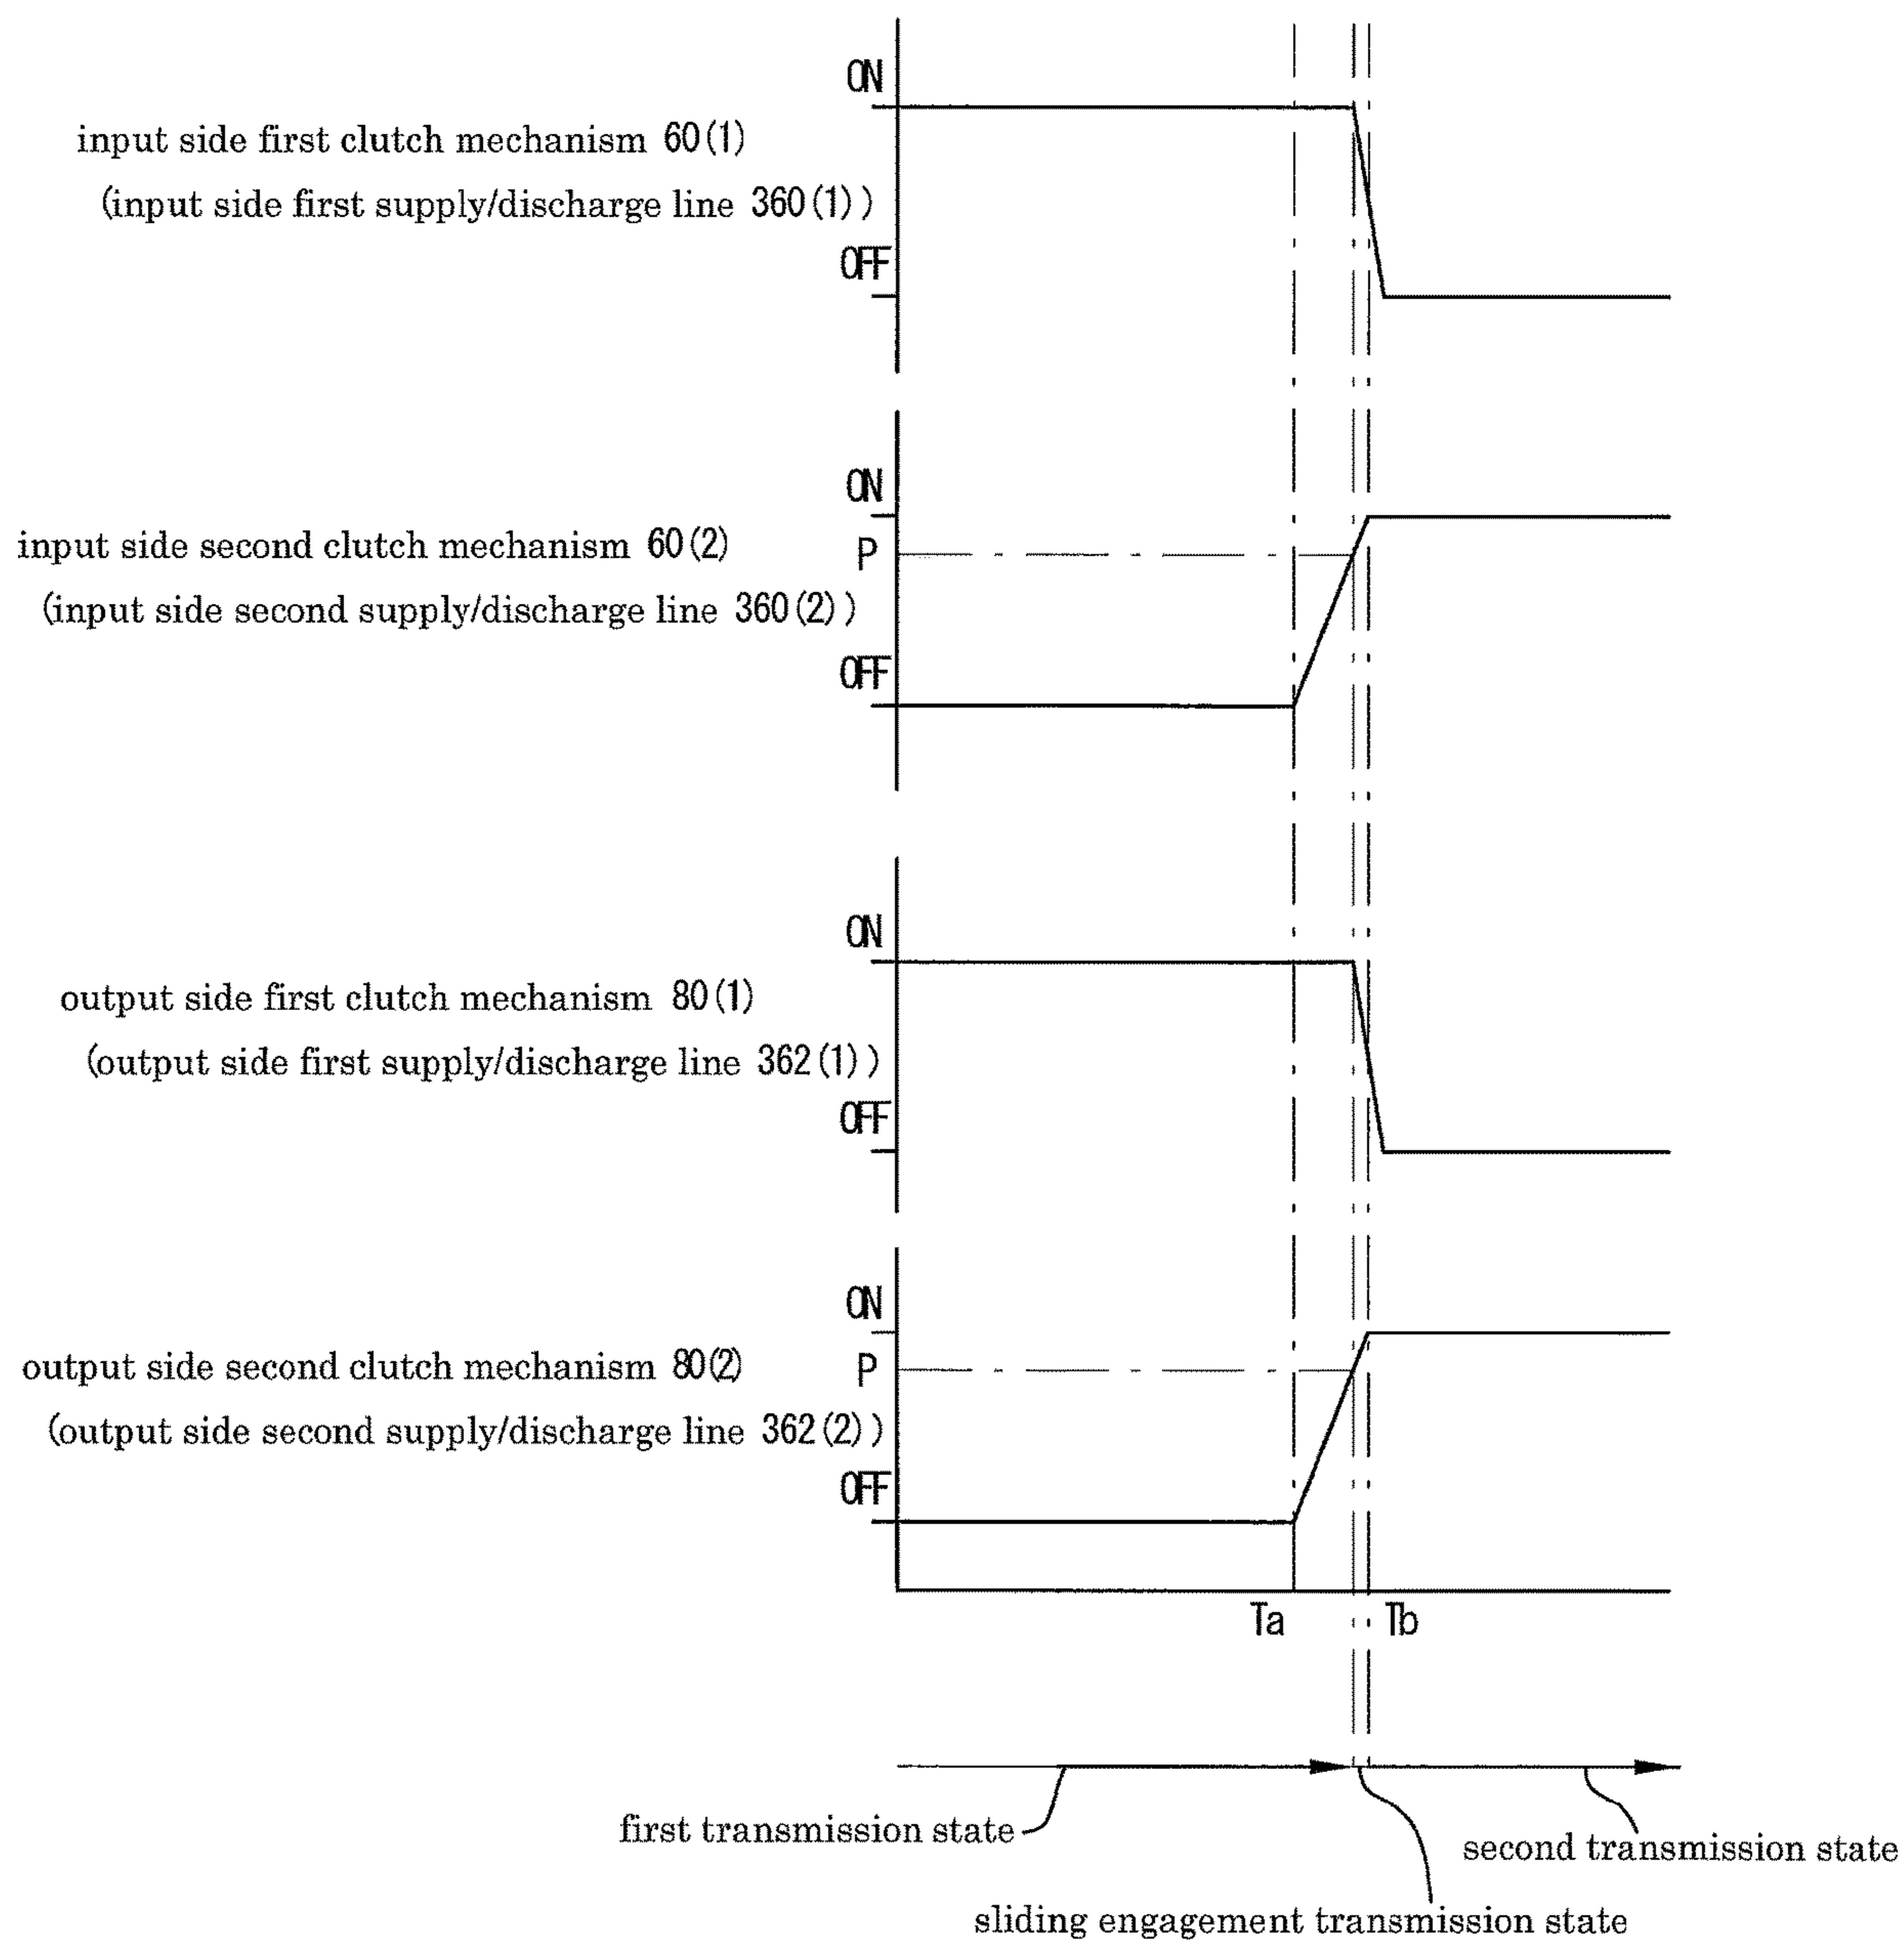 ON
input side first clutch mechanism 60(1)
(input side first supply/discharge line 360(1))
OFF
ON
input side second clutch mechanism 60(2)
P
(input side second supply/discharge line 360(2))
OFF
ON
output side first clutch mechanism 80(1)
(output side first supply/discharge line 362(1))
OFF
ON
output side second clutch mechanism 80(2)
P
(output side second supply/discharge line 362(2))
OFF
Ta
Tb
first transmission state
second transmission state
sliding engagement transmission state